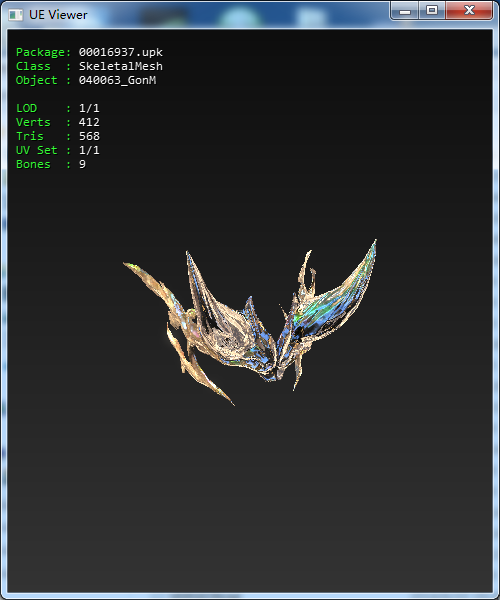 UE Viewer
Package: 00016937.upk
Class : SkeletalMesh
Object : 040063_GonM
LOD : 1/1
Verts : 412
Tris : 568
UV Set : 1/1
Bones : 9